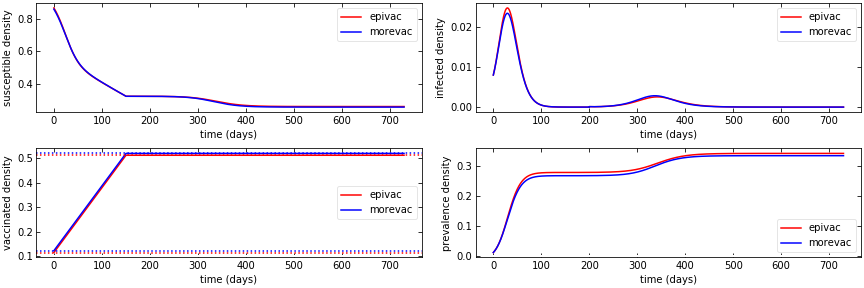 susceptible density
0.8
0.6
0.4
epivac
morevac
0 100 200 300 400 500 600 700
time (days)
infected density
0.02
0.01
0.00
epivac
morevac
0 100 200 300 400 500 600 700
time (days)
vaccinated density
0.5
0.4
0.3
0.2
0.1
epivac
morevac
0 100 200 300 400 500 600 700
time (days)
prevalence density
0.3
0.2
0.1
0.0
epivac
morevac
0 100 200 300 400 500 600 700
time (days)